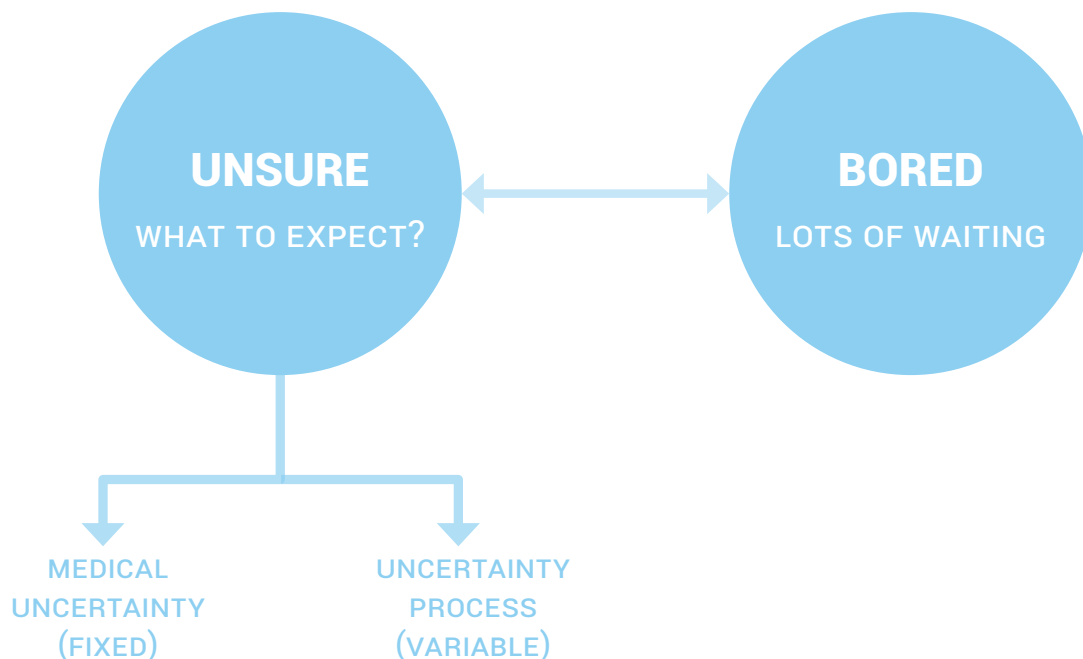 UNSURE
WHAT TO EXPECT?
BORED
LOTS OF WAITING
MEDICAL
UNCERTAINTY
(FIXED)
UNCERTAINTY
PROCESS
(VARIABLE)